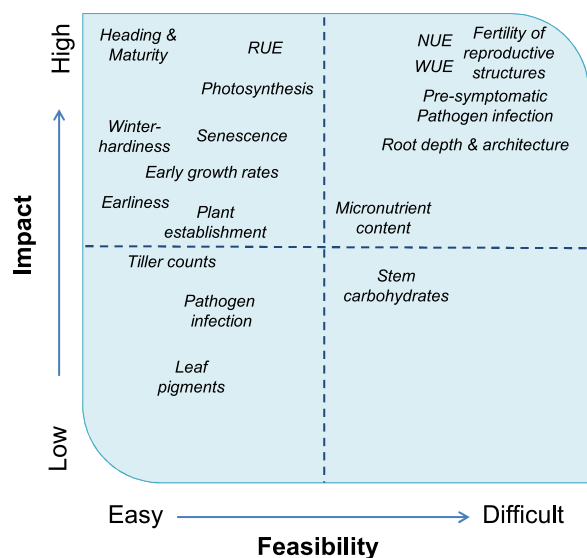 High
Impact
Low
Heading &
Maturity
RUE
Photosynthesis
Winter-
hardiness
Senescence
Early growth rates
Earliness
Plant
establishment
NUE
WUE
Fertility of
reproductive
structures
Pre-symptomatic
Pathogen infection
Root depth & architecture
Micronutrient
content
Tiller counts
Pathogen
infection
Leaf
pigments
Stem
carbohydrates
Easy
Difficult
Feasibility